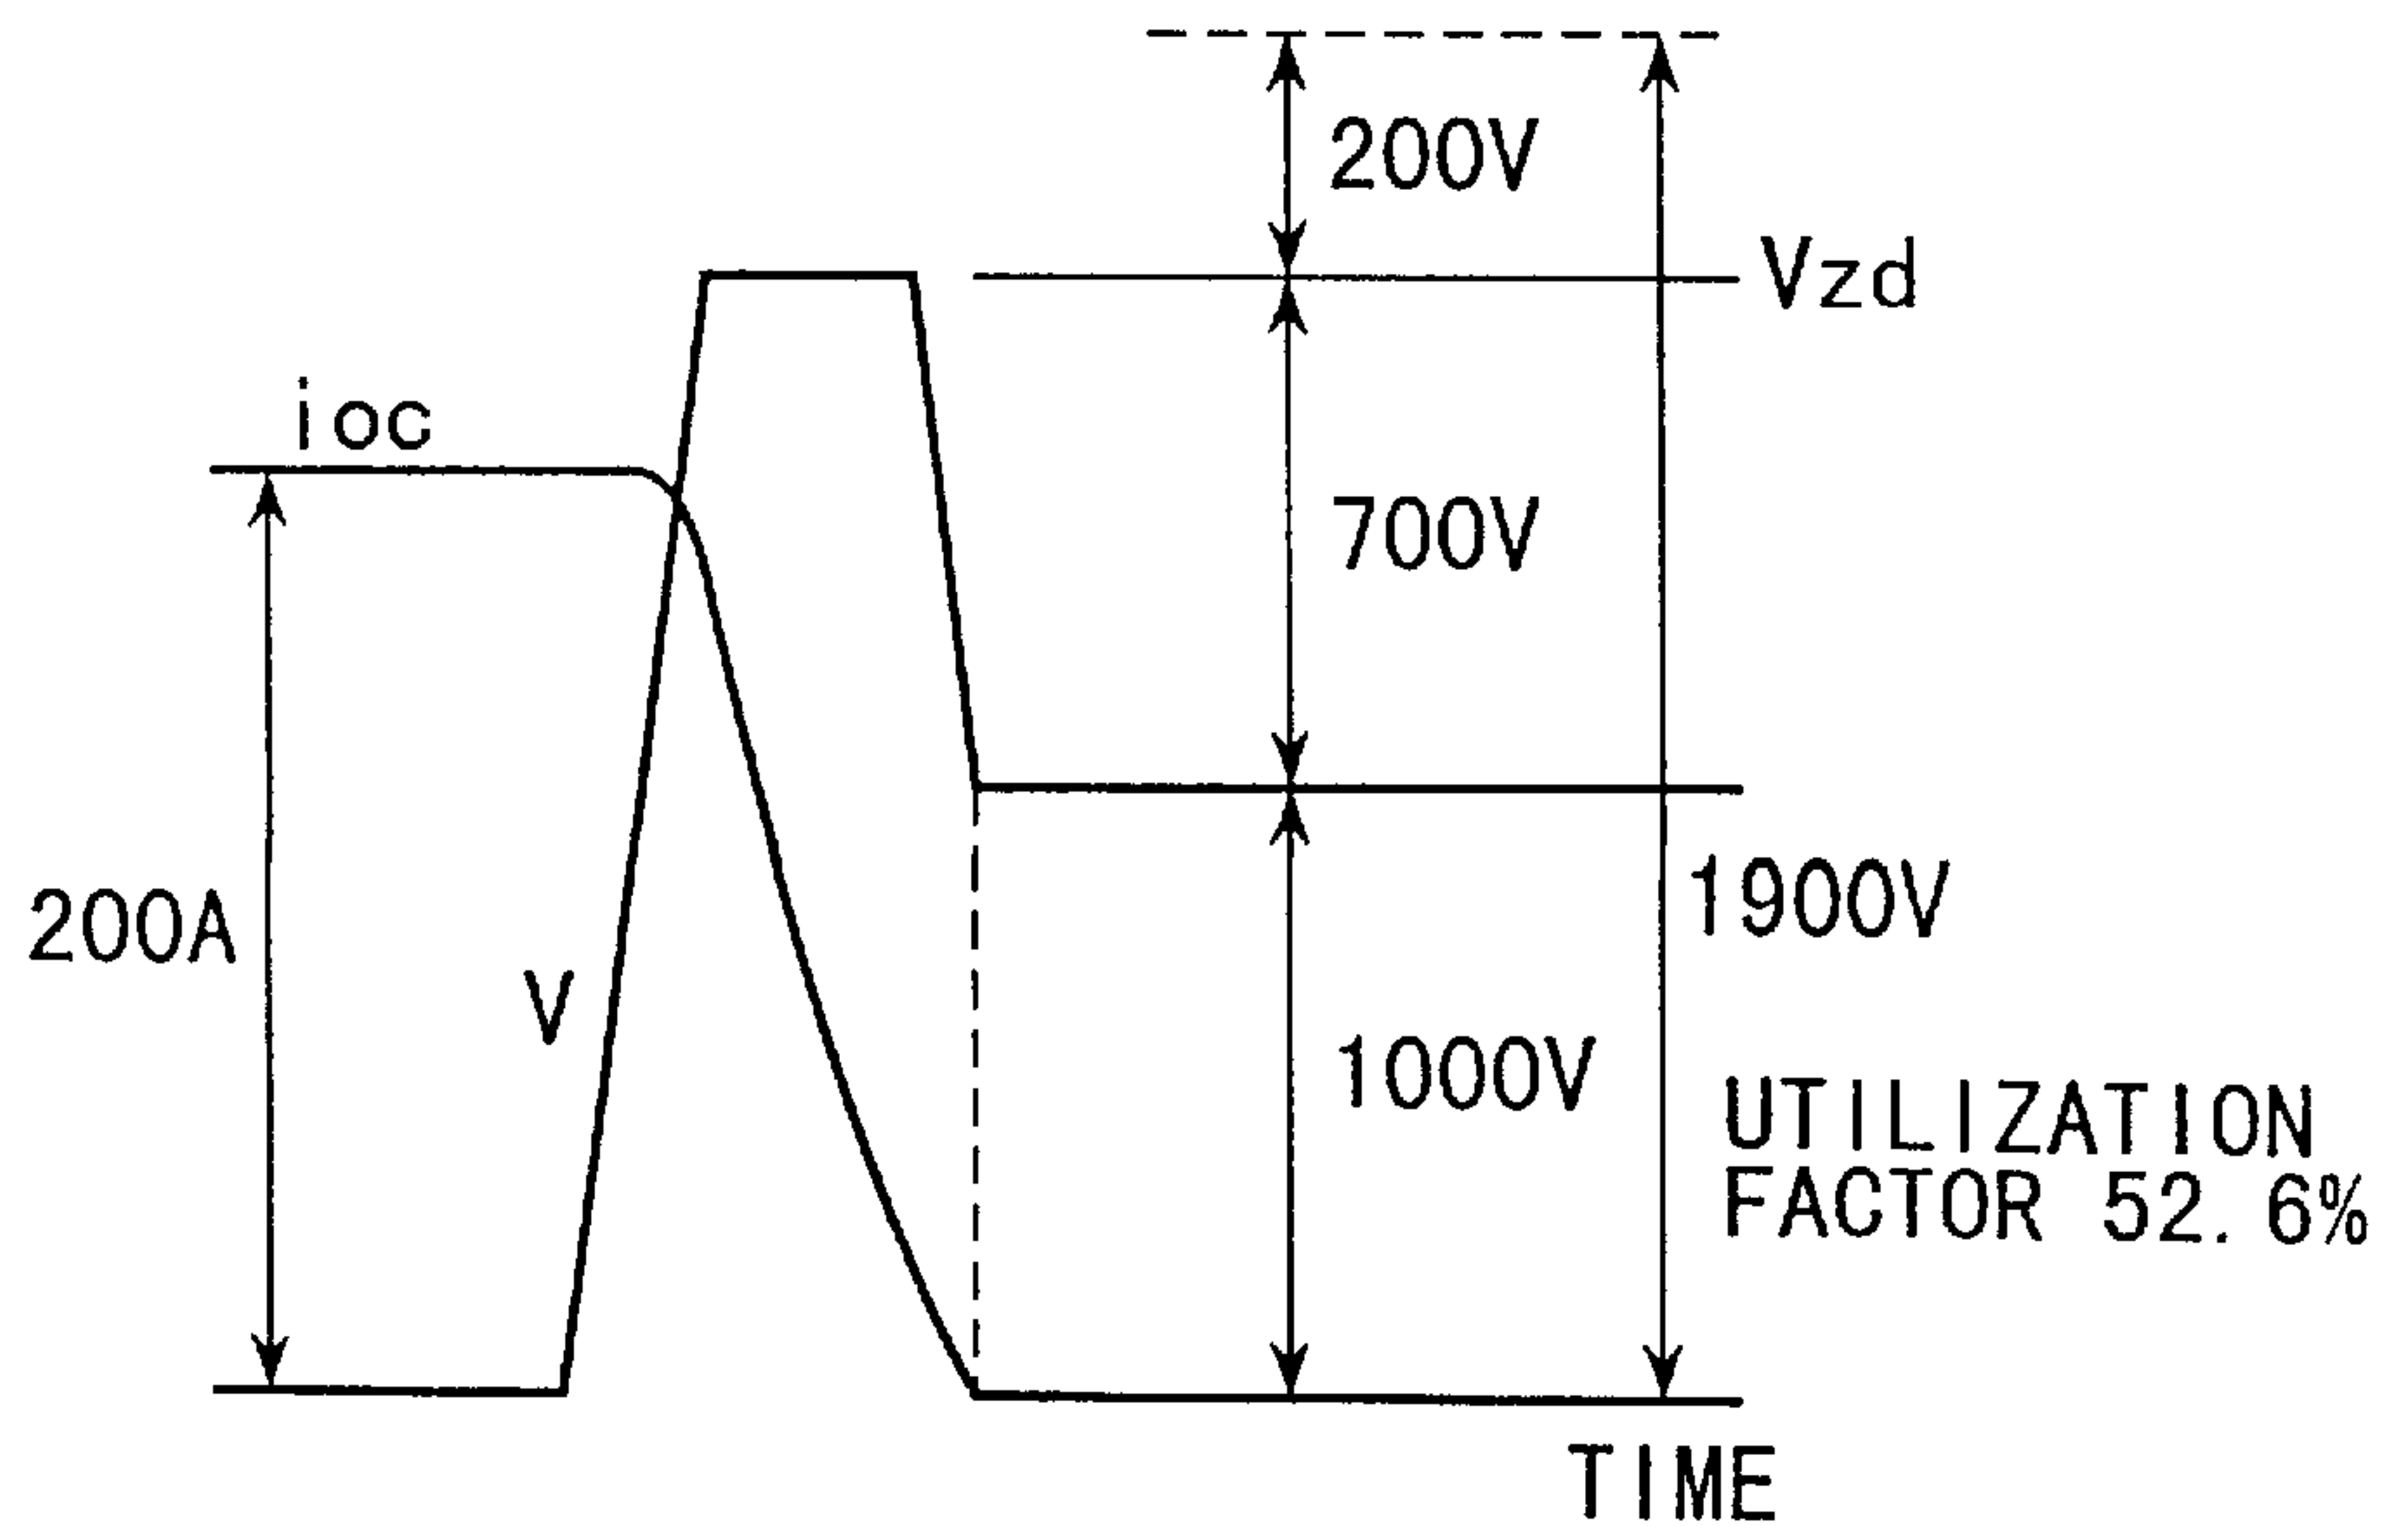 200V
Vzd
ioc
700V
200A
1900V
V
1000V
UTILIZATION
FACTOR 52.6%
TIME